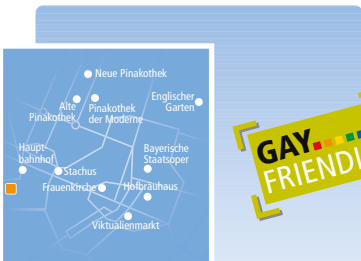 Neue Pinakothek
Alte
Pinakothek
Pinakothek
der Moderne
Englischer
Garten
Haupt-
bahnhof
Stachus
Bayerische
Staatsoper
Frauenkirche
Hofbräuhaus
Viktualienmarkt
GAY
FRIENDL